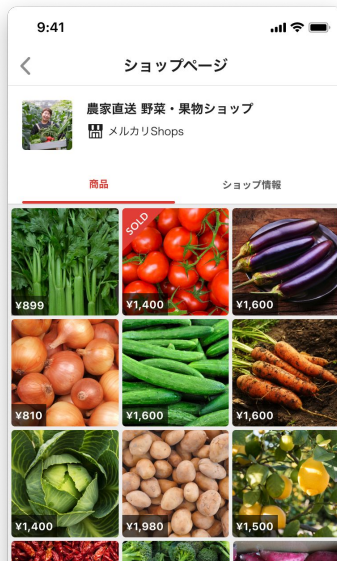 9:41
ショップページ
農家直送 野菜・果物ショップ
メルカリShops
商品
ショップ情報
SOLD
¥899
¥1,400
¥1,600
¥810
¥1,600
¥1,600
¥1,400
¥1,980
¥1,500